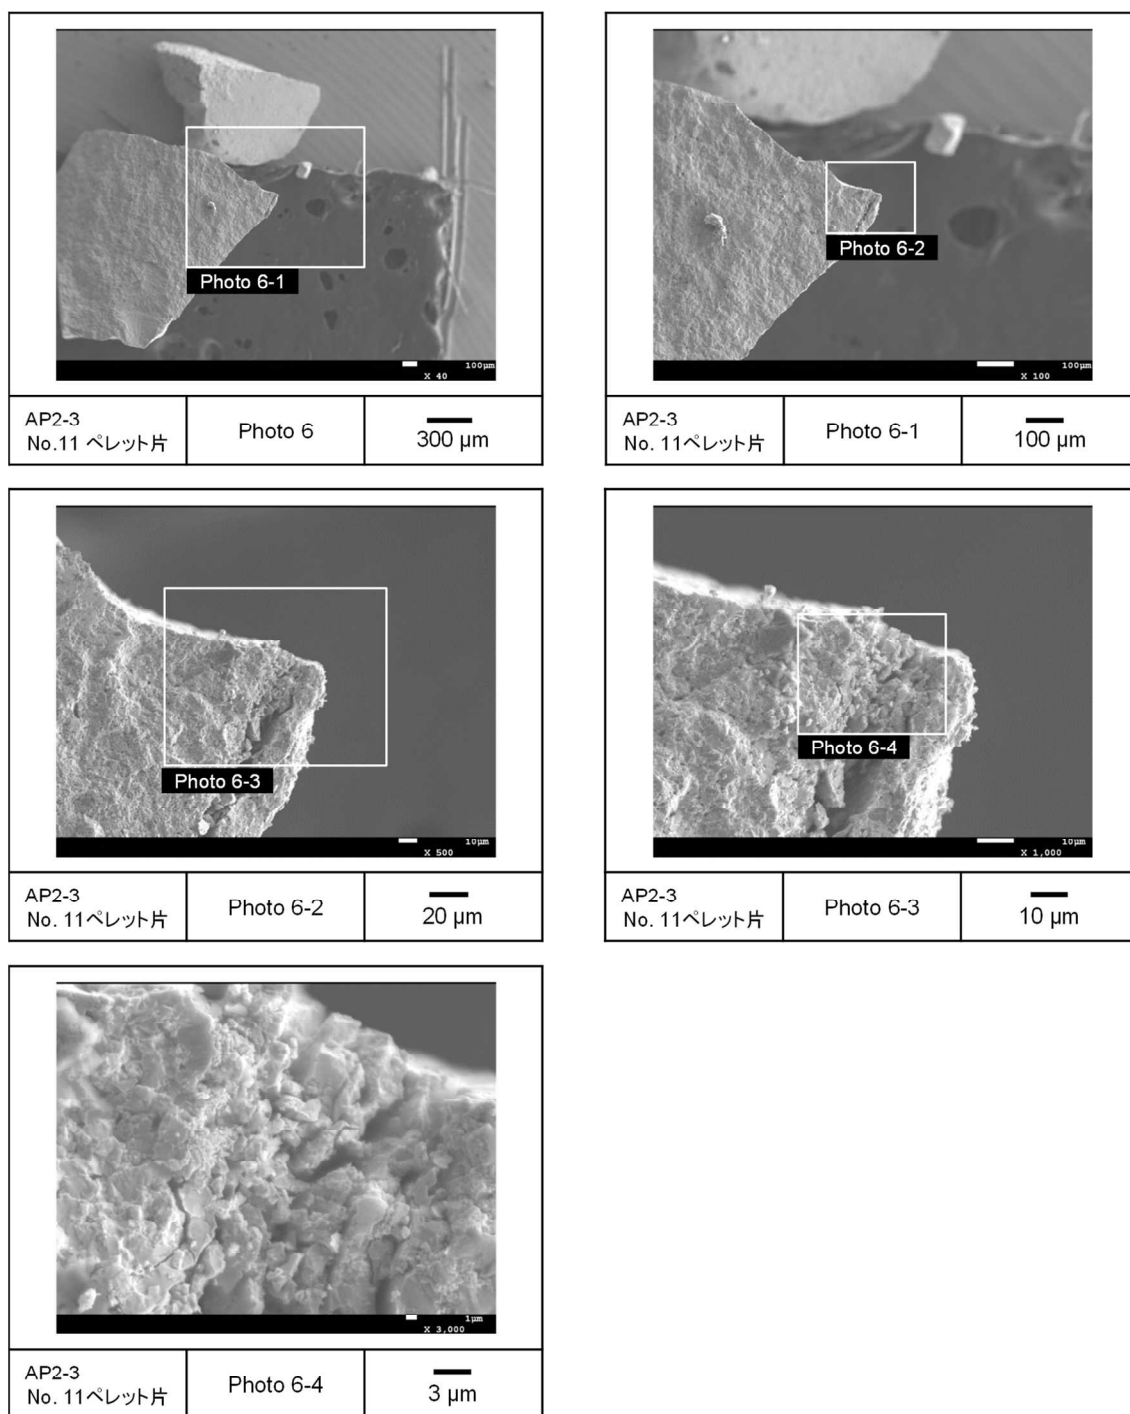 Photo 6-1
100μm
X 40
AP2-3
No.11 ペレット片
Photo 6
300 μm
Photo 6-2
100μm
X 100
AP2-3
No. 11ペレット片
Photo 6-1
100 μm
Photo 6-3
10μm
X 500
AP2-3
No. 11ペレット片
Photo 6-2
20 μm
Photo 6-4
10μm
X 1,000
AP2-3
No. 11ペレット片
Photo 6-3
10 μm
1μm
X 3,000
AP2-3
No. 11ペレット片
Photo 6-4
3 μm